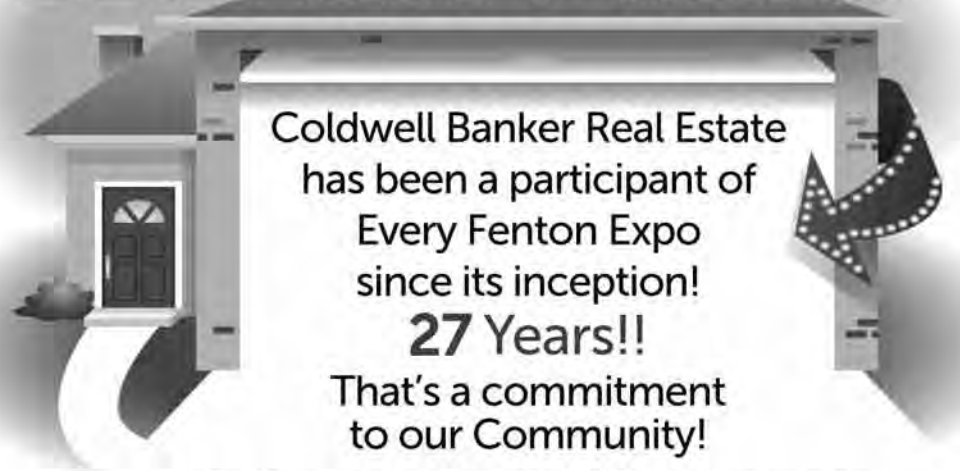 Coldwell Banker Real Estate
has been a participant of
Every Fenton Expo
since its inception!
27 Years!!
That's a commitment
to our Community!